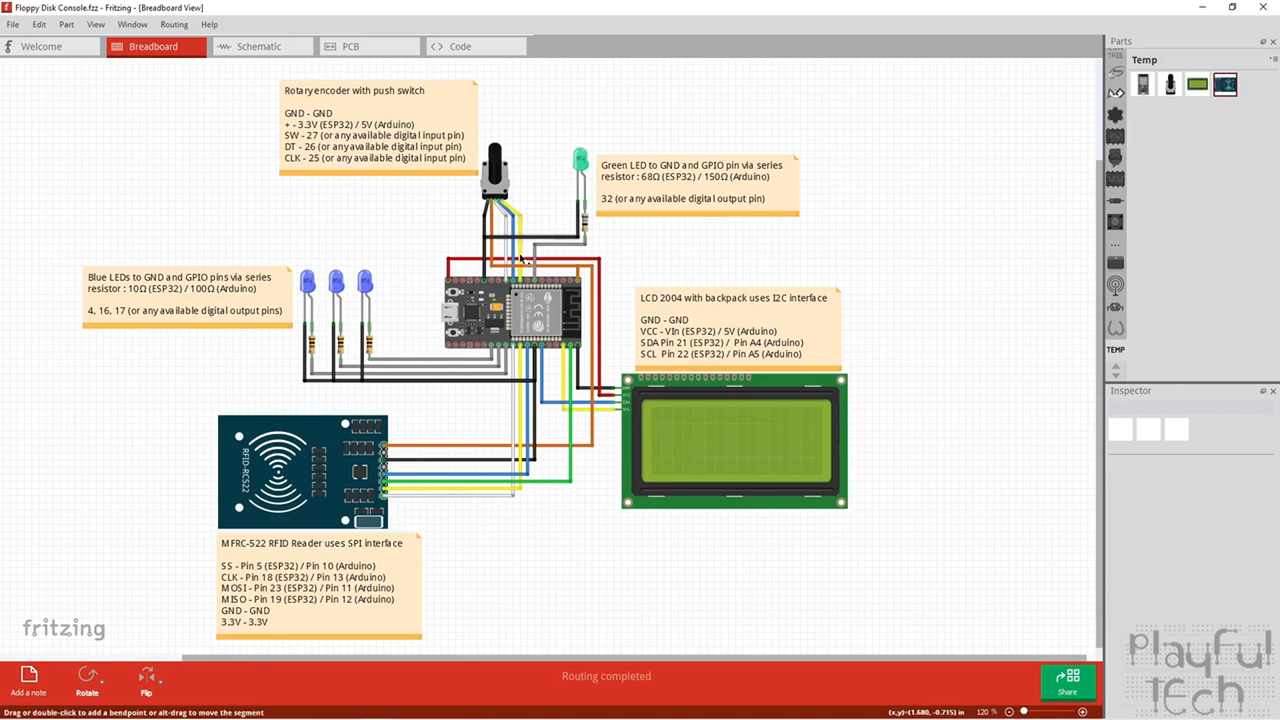 Floppy Disk Console.fzz - Fritzing - [Breadboard View]
File Edit Part View Window Routing Help
Welcome Breadboard Schematic PCB Code
Parts
Temp
Rotary encoder with push switch
GND - GND
+ - 3.3V (ESP32) / 5V (Arduino)
SW - 27 (or any available digital input pin)
DT - 26 (or any available digital input pin)
CLK - 25 (or any available digital input pin)
Green LED to GND and GPIO pin via series
resistor : 68Ω (ESP32) / 150Ω (Arduino)
32 (or any available digital output pin)
Blue LEDs to GND and GPIO pins via series
resistor : 10Ω (ESP32) / 100Ω (Arduino)
4, 16, 17 (or any available digital output pins)
LCD 2004 with backpack uses I2C interface
GND - GND
VCC - VIn (ESP32) / 5V (Arduino)
SDA Pin 21 (ESP32) / Pin A4 (Arduino)
SCL Pin 22 (ESP32) / Pin A5 (Arduino)
TEMP
Inspector
RFID-RC522
MFRC-522 RFID Reader uses SPI interface
SS - Pin 5 (ESP32) / Pin 10 (Arduino)
CLK - Pin 18 (ESP32) / Pin 13 (Arduino)
MOSI - Pin 23 (ESP32) / Pin 11 (Arduino)
MISO - Pin 19 (ESP32) / Pin 12 (Arduino)
GND - GND
3.3V - 3.3V
fritzing
Playful
Tech
Add a note Rotate Flip
Routing completed
Share
Drag or double-click to add a bendpoint or alt-drag to move the segment
(x,y)=(1.680, -0.715) in 120 %